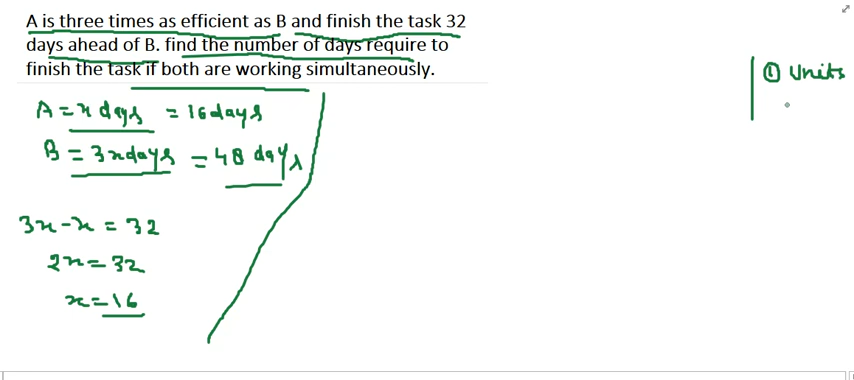 A is three times as efficient as B and finish the task 32
days ahead of B. find the number of days require to
finish the task if both are working simultaneously.
A = x days = 16 days
B = 3x days = 48 days
3x - x = 32
2x = 32
x = 16
① Units